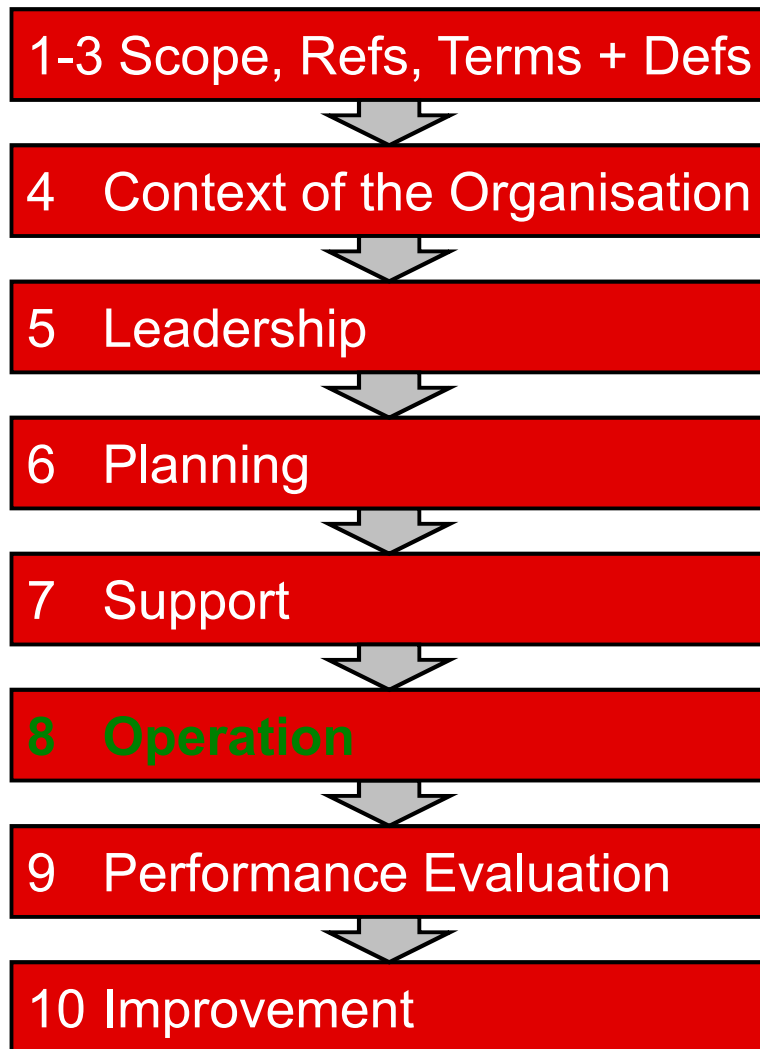 1-3 Scope, Refs, Terms + Defs
4 Context of the Organisation
5 Leadership
6 Planning
7 Support
8 Operation
9 Performance Evaluation
10 Improvement